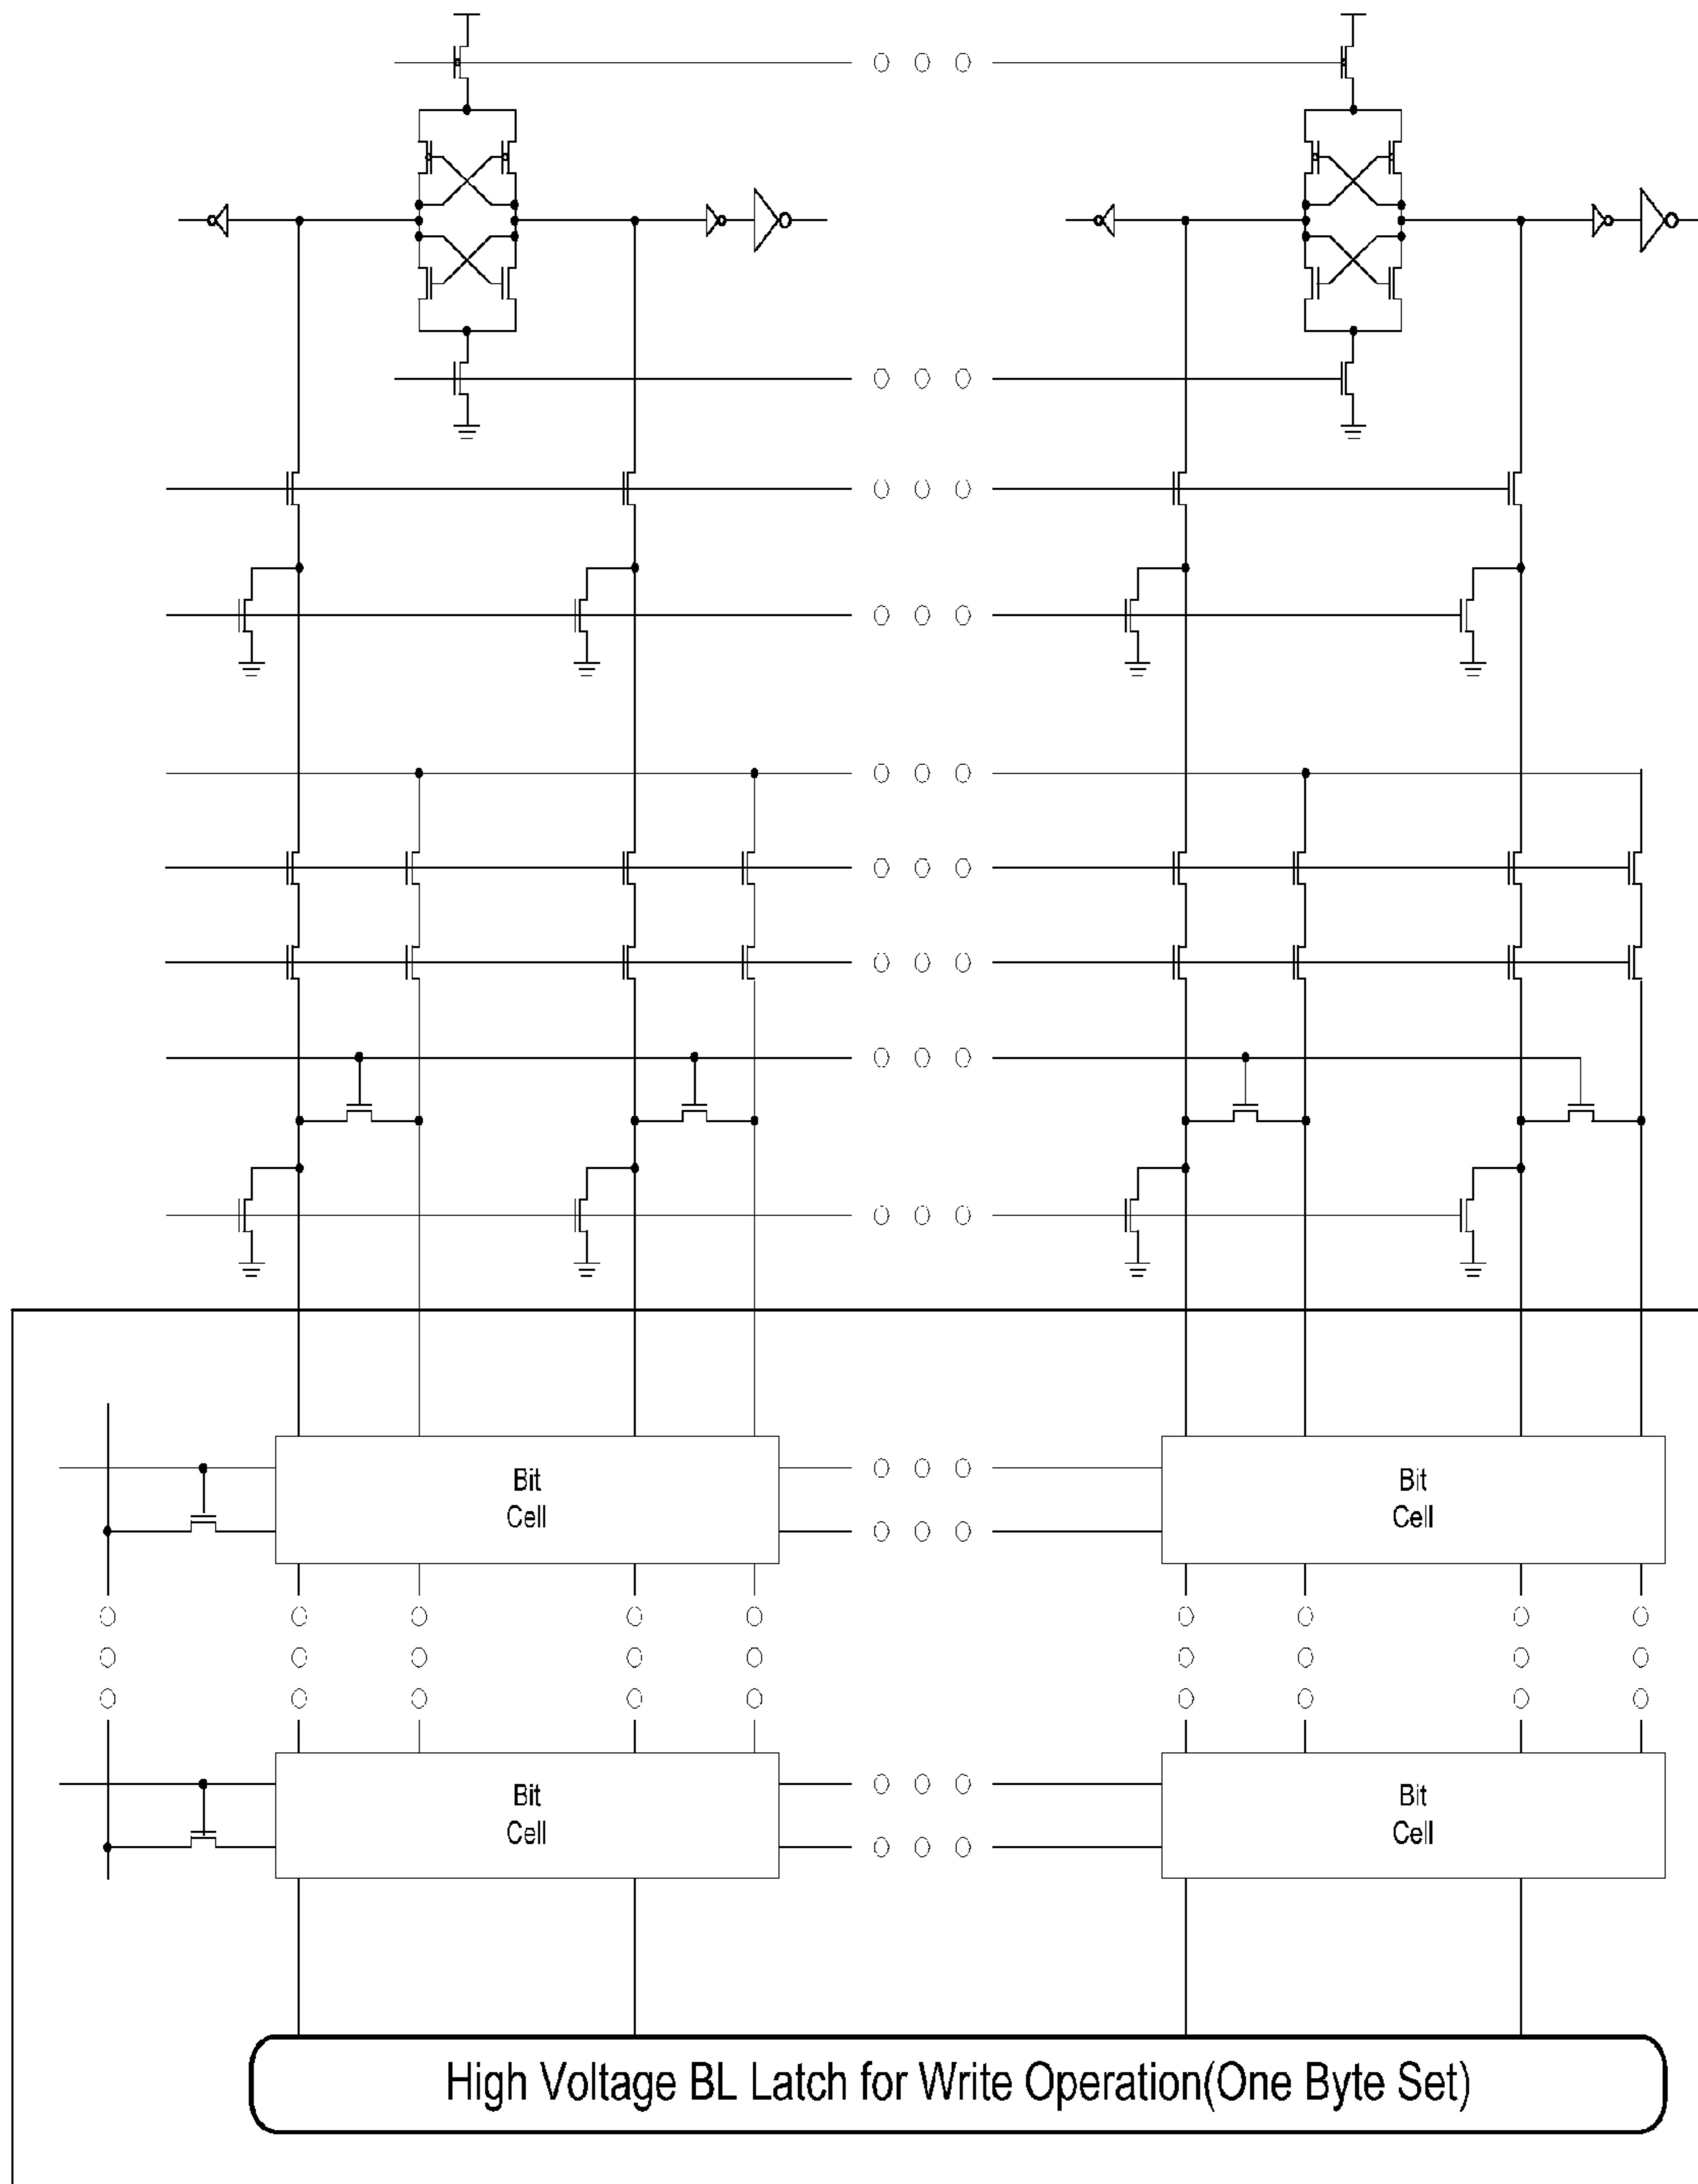 Bit
Cell
Bit
Cell
Bit
Cell
Bit
Cell
High Voltage BL Latch for Write Operation(One Byte Set)